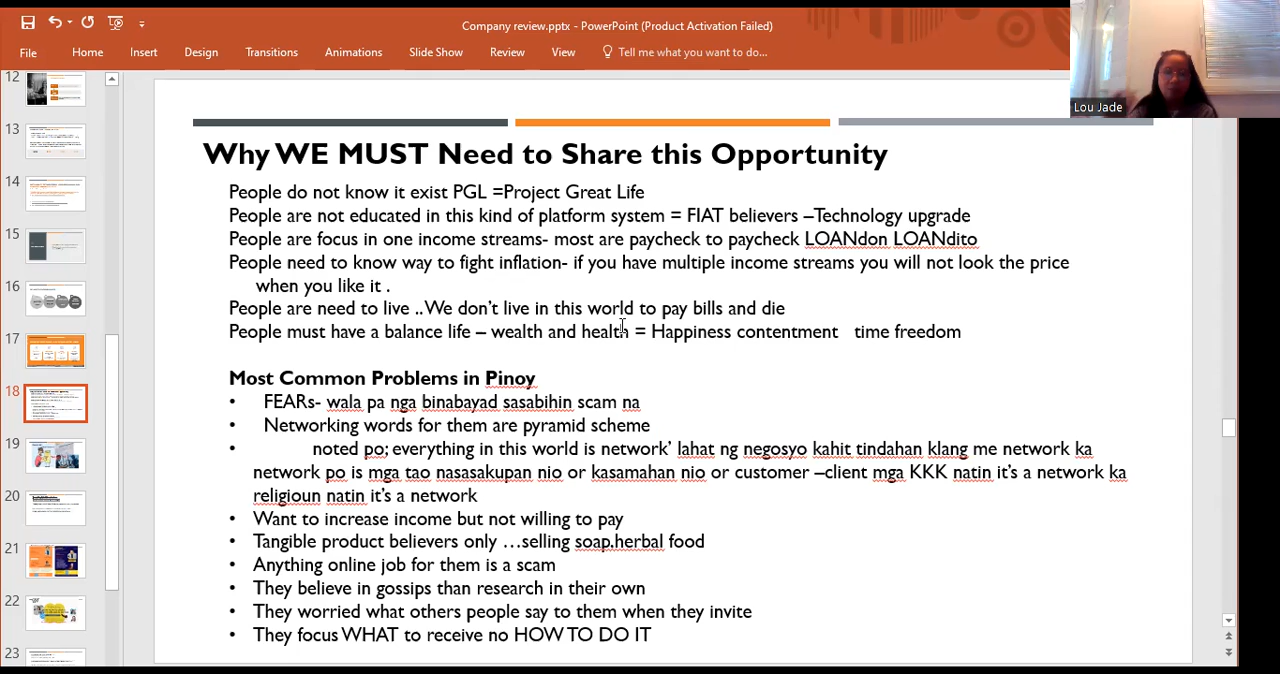 Company review.pptx - PowerPoint (Product Activation Failed)
File Home Insert Design Transitions Animations Slide Show Review View Tell me what you want to do...
Lou Jade
12
13
14
15
16
17
18
19
20
21
22
23
Why WE MUST Need to Share this Opportunity
People do not know it exist PGL =Project Great Life
People are not educated in this kind of platform system = FIAT believers –Technology upgrade
People are focus in one income streams- most are paycheck to paycheck LOANdon LOANdito
People need to know way to fight inflation- if you have multiple income streams you will not look the price
when you like it .
People are need to live ..We don't live in this world to pay bills and die
People must have a balance life – wealth and health = Happiness contentment time freedom
Most Common Problems in Pinoy
• FEARs- wala pa nga binabayad sasabihin scam na
• Networking words for them are pyramid scheme
• noted po; everything in this world is network' lahat ng negosyo kahit tindahan klang me network ka
network po is mga tao nasasakupan nio or kasamahan nio or customer –client mga KKK natin it's a network ka
religioun natin it's a network
• Want to increase income but not willing to pay
• Tangible product believers only …selling soap.herbal food
• Anything online job for them is a scam
• They believe in gossips than research in their own
• They worried what others people say to them when they invite
• They focus WHAT to receive no HOW TO DO IT